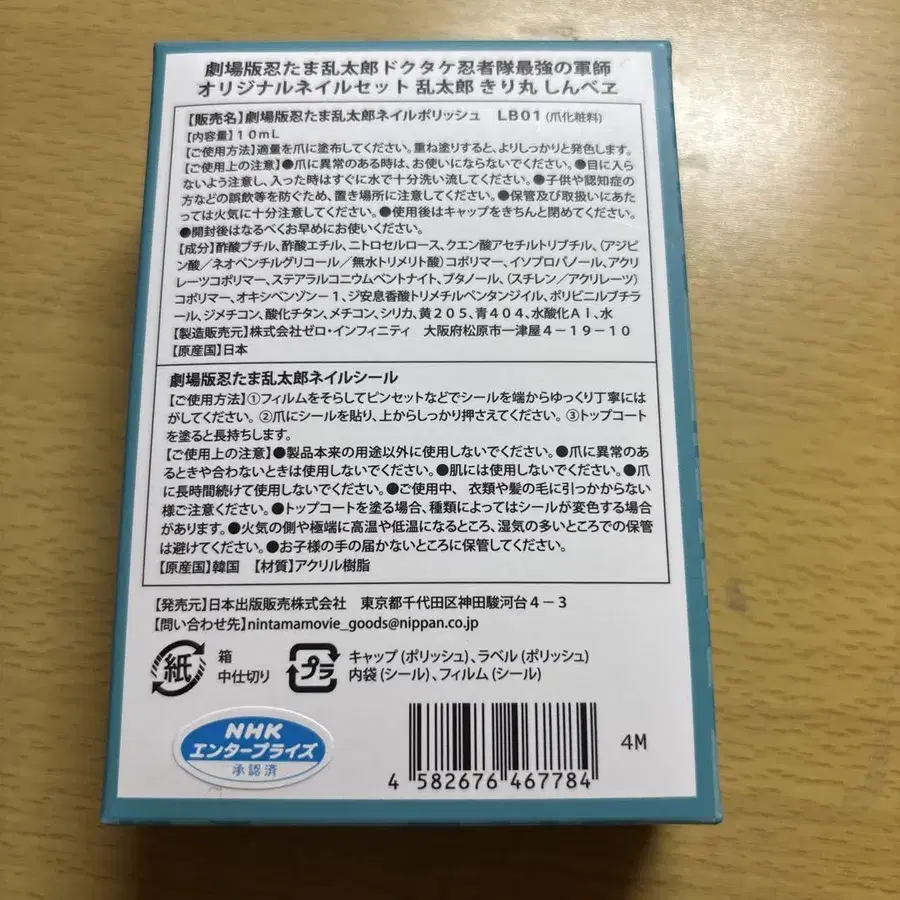 劇場版忍たま乱太郎ドクタケ忍者隊最強の軍師
オリジナルネイルセット 乱太郎 きり丸 しんべヱ
【販売名】劇場版忍たま乱太郎ネイルポリッシュ　LB01(爪化粧料)
【内容量】10mL
【ご使用方法】適量を爪に塗布してください。重ね塗りすると、よりしっかりと発色します。
【ご使用上の注意】●爪に異常のある時は、お使いにならないでください。●目に入ら
ないよう注意し、入った時はすぐに水で十分洗い流してください。●子供や認知症の
方などの誤飲等を防ぐため、置き場所に注意してください。●保管及び取扱いにあた
っては火気に十分注意してください。●使用後はキャップをきちんと閉めてください。
●開封後はなるべくお早めにお使いください。
【成分】酢酸ブチル、酢酸エチル、ニトロセルロース、クエン酸アセチルトリブチル、(アジピ
ン酸／ネオペンチルグリコール／無水トリメリト酸)コポリマー、イソプロパノール、アクリ
レーツコポリマー、ステアラルコニウムベントナイト、ブタノール、(スチレン／アクリレーツ)
コポリマー、オキシベンゾン－1、ジ安息香酸トリメチルペンタンジイル、ポリビニルブチラ
ール、ジメチコン、酸化チタン、メチコン、シリカ、黄205、青404、水酸化Al、水
【製造販売元】株式会社ゼロ・インフィニティ　大阪府松原市一津屋4－19－10
【原産国】日本
劇場版忍たま乱太郎ネイルシール
【ご使用方法】①フィルムをそらしてピンセットなどでシールを端からゆっくり丁寧には
がしてください。②爪にシールを貼り、上からしっかり押さえてください。③トップコート
を塗ると長持ちします。
【ご使用上の注意】●製品本来の用途以外に使用しないでください。●爪に異常のあ
るときや合わないときは使用しないでください。●肌には使用しないでください。●爪
に長時間続けて使用しないでください。●ご使用中、衣類や髪の毛に引っかからない
様ご注意ください。●トップコートを塗る場合、種類によってはシールが変色する場合
があります。●火気の側や極端に高温や低温になるところ、湿気の多いところでの保管
は避けてください。●お子様の手の届かないところに保管してください。
【原産国】韓国　【材質】アクリル樹脂
【発売元】日本出版販売株式会社　東京都千代田区神田駿河台4－3
【問い合わせ先】nintamamovie_goods@nippan.co.jp
紙 箱 プラ キャップ(ポリッシュ)、ラベル(ポリッシュ)
中仕切り 内袋(シール)、フィルム(シール)
NHK
エンタープライズ
承認済
4M
4 582676 467784